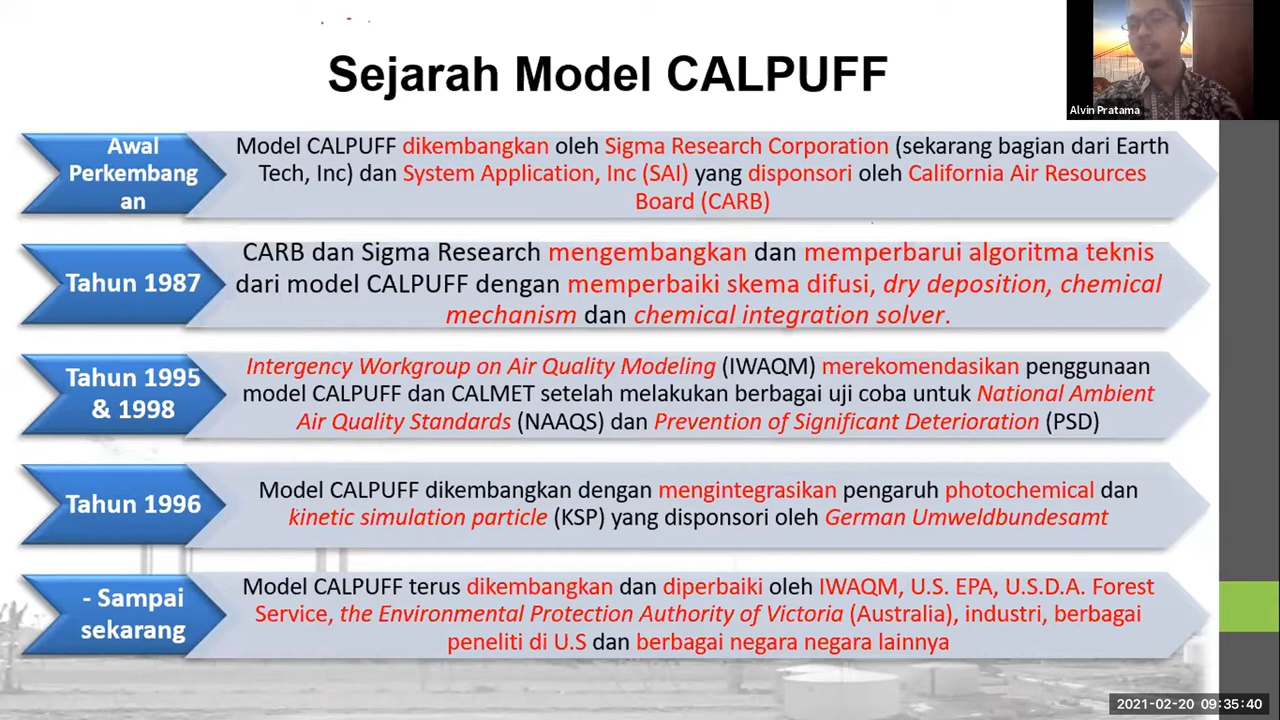 Sejarah Model CALPUFF
Alvin Pratama
Awal
Perkembang
an
Model CALPUFF dikembangkan oleh Sigma Research Corporation (sekarang bagian dari Earth
Tech, Inc) dan System Application, Inc (SAI) yang disponsori oleh California Air Resources
Board (CARB)
Tahun 1987
CARB dan Sigma Research mengembangkan dan memperbarui algoritma teknis
dari model CALPUFF dengan memperbaiki skema difusi, dry deposition, chemical
mechanism dan chemical integration solver.
Tahun 1995
& 1998
Intergency Workgroup on Air Quality Modeling (IWAQM) merekomendasikan penggunaan
model CALPUFF dan CALMET setelah melakukan berbagai uji coba untuk National Ambient
Air Quality Standards (NAAQS) dan Prevention of Significant Deterioration (PSD)
Tahun 1996
Model CALPUFF dikembangkan dengan mengintegrasikan pengaruh photochemical dan
kinetic simulation particle (KSP) yang disponsori oleh German Umweldbundesamt
- Sampai
sekarang
Model CALPUFF terus dikembangkan dan diperbaiki oleh IWAQM, U.S. EPA, U.S.D.A. Forest
Service, the Environmental Protection Authority of Victoria (Australia), industri, berbagai
peneliti di U.S dan berbagai negara negara lainnya
2021-02-20 09:35:40